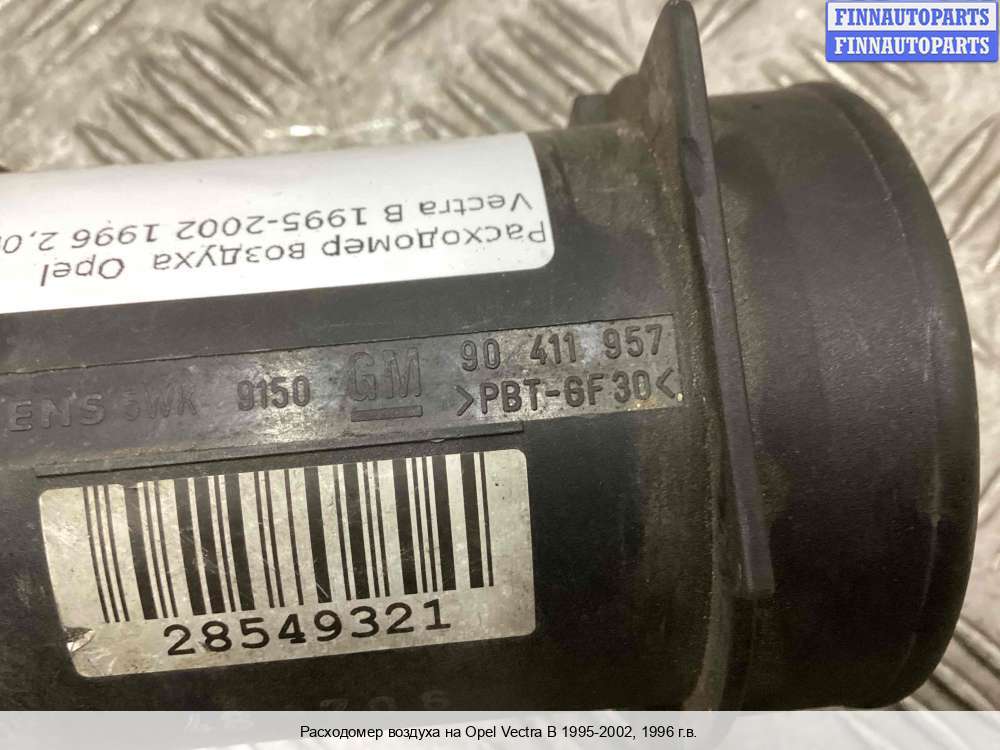 FINNAUTOPARTS
FINNAUTOPARTS
Расходомер воздуха Opel
Vectra B 1995-2002 1996 2,0
ENS 5WK 9150 GM 90 411 957
>PBT-GF30<
28549321
Расходомер воздуха на Opel Vectra B 1995-2002, 1996 г.в.